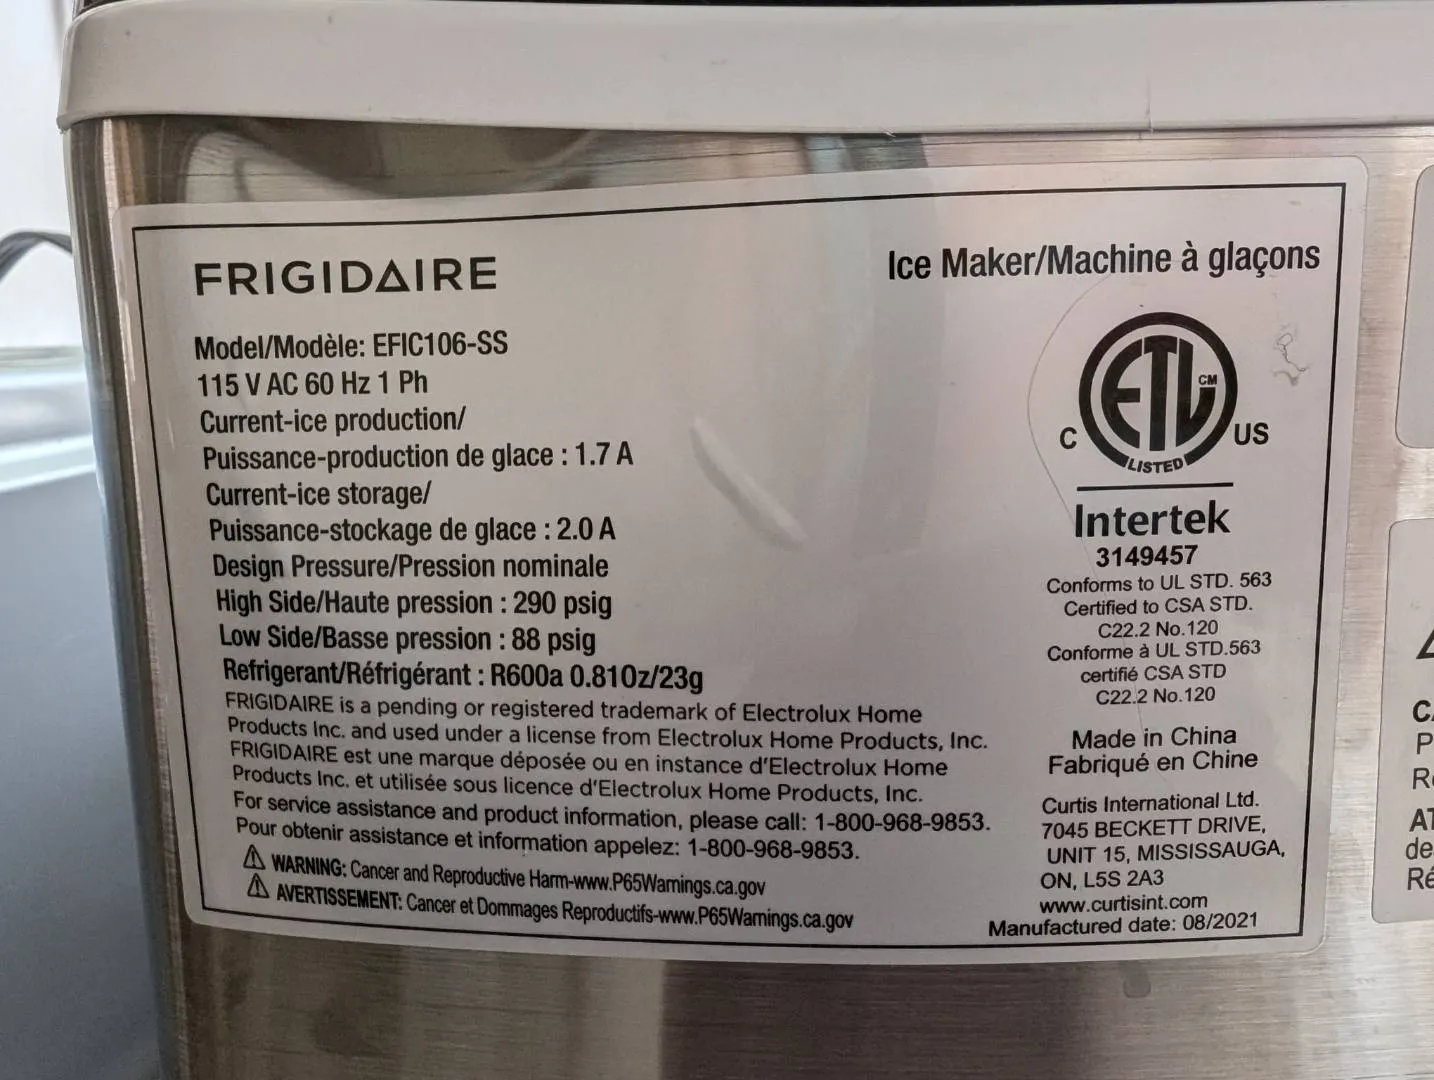 FRIGIDAIRE
Ice Maker/Machine à glaçons
Model/Modèle: EFIC106-SS
115 V AC 60 Hz 1 Ph
Current-ice production/
Puissance-production de glace : 1.7 A
Current-ice storage/
Puissance-stockage de glace : 2.0 A
Design Pressure/Pression nominale
High Side/Haute pression : 290 psig
Low Side/Basse pression : 88 psig
Refrigerant/Réfrigérant : R600a 0.81Oz/23g
FRIGIDAIRE is a pending or registered trademark of Electrolux Home
Products Inc. and used under a license from Electrolux Home Products, Inc.
FRIGIDAIRE est une marque déposée ou en instance d'Electrolux Home
Products Inc. et utilisée sous licence d'Electrolux Home Products, Inc.
For service assistance and product information, please call: 1-800-968-9853.
Pour obtenir assistance et information appelez: 1-800-968-9853.
WARNING: Cancer and Reproductive Harm-www.P65Warnings.ca.gov
AVERTISSEMENT: Cancer et Dommages Reproductifs-www.P65Warnings.ca.gov
C ETL CM US
LISTED
Intertek
3149457
Conforms to UL STD. 563
Certified to CSA STD.
C22.2 No.120
Conforme à UL STD.563
certifié CSA STD
C22.2 No.120
Made in China
Fabriqué en Chine
Curtis International Ltd.
7045 BECKETT DRIVE,
UNIT 15, MISSISSAUGA,
ON, L5S 2A3
www.curtisint.com
Manufactured date: 08/2021